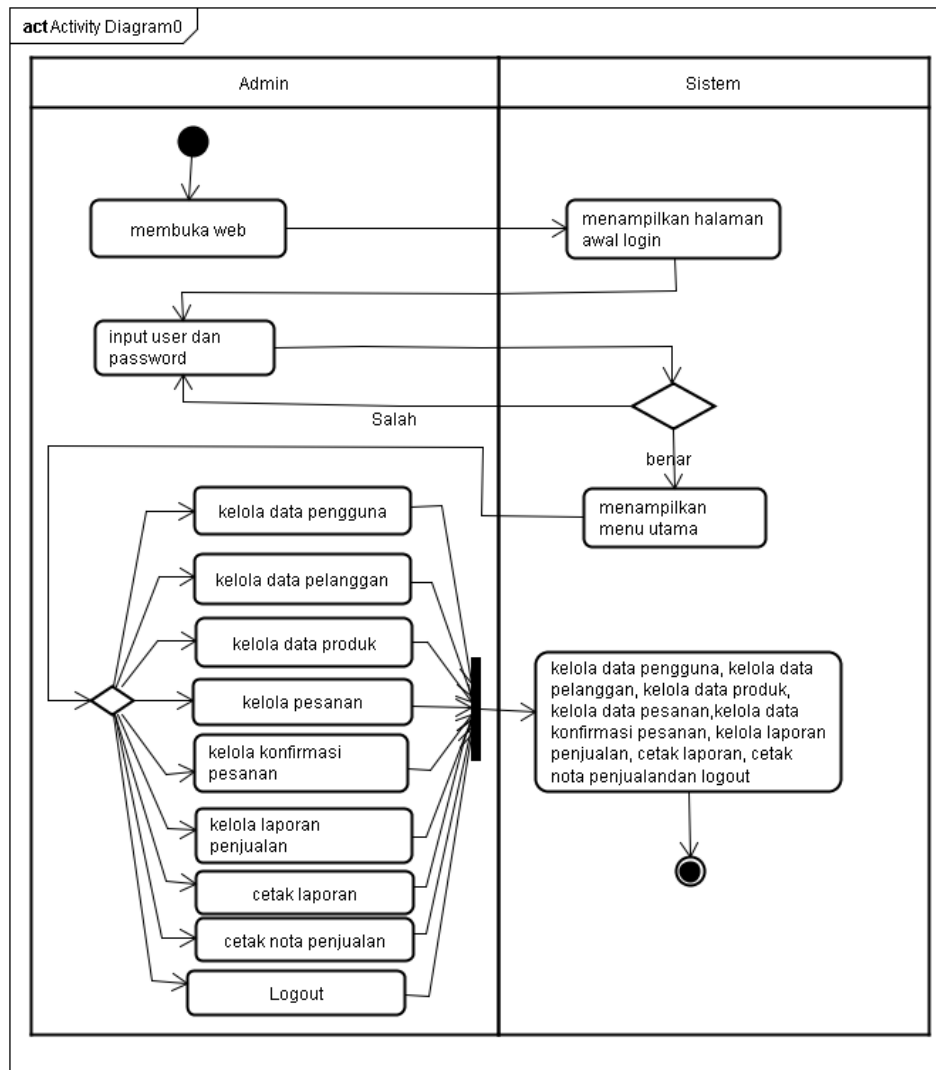 act Activity Diagram0
Admin
Sistem
membuka web
menampilkan halaman
awal login
input user dan
password
Salah
benar
menampilkan
menu utama
kelola data pengguna
kelola data pelanggan
kelola data produk
kelola pesanan
kelola konfirmasi
pesanan
kelola laporan
penjualan
cetak laporan
cetak nota penjualan
Logout
kelola data pengguna, kelola data
pelanggan, kelola data produk,
kelola data pesanan,kelola data
konfirmasi pesanan, kelola laporan
penjualan, cetak laporan, cetak
nota penjualandan logout